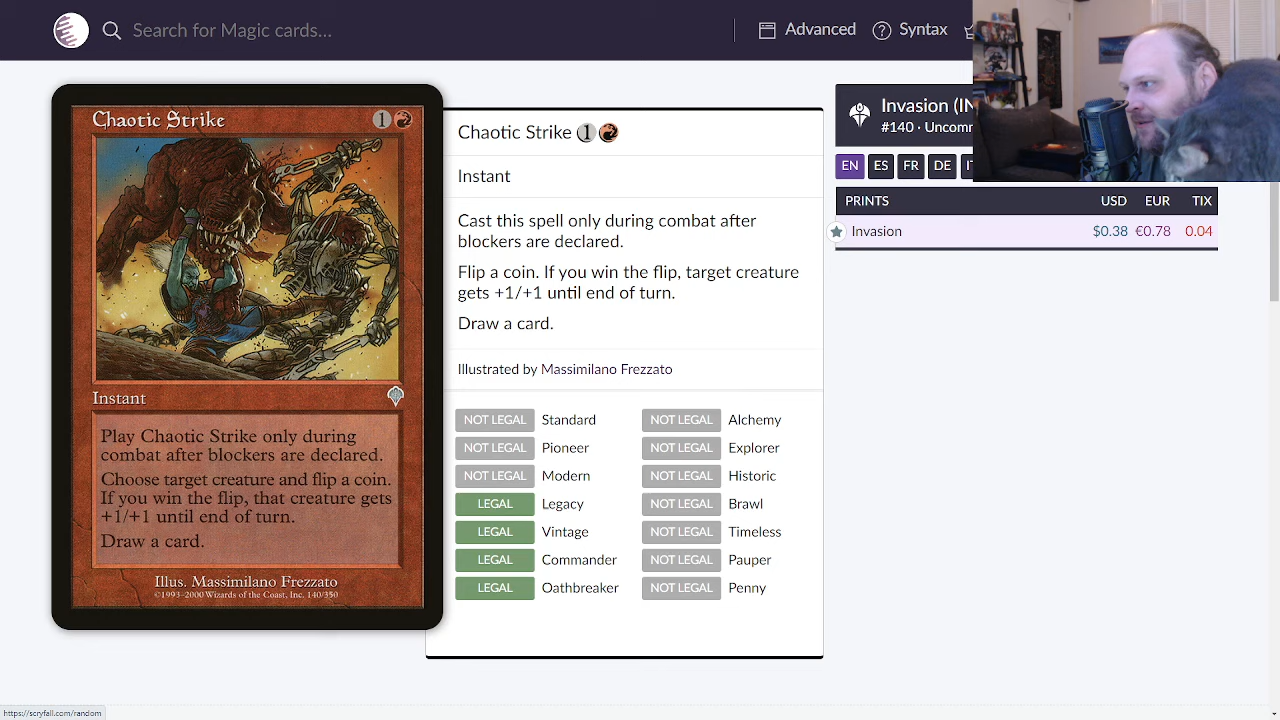 Search for Magic cards...
Advanced
Syntax
Chaotic Strike 1
Instant
Play Chaotic Strike only during
combat after blockers are declared.
Choose target creature and flip a coin.
If you win the flip, that creature gets
+1/+1 until end of turn.
Draw a card.
Illus. Massimiliano Frezzato
©1993–2000 Wizards of the Coast, Inc. 140/350
Chaotic Strike 1
Instant
Cast this spell only during combat after
blockers are declared.
Flip a coin. If you win the flip, target creature
gets +1/+1 until end of turn.
Draw a card.
Illustrated by Massimiliano Frezzato
NOT LEGAL Standard NOT LEGAL Alchemy
NOT LEGAL Pioneer NOT LEGAL Explorer
NOT LEGAL Modern NOT LEGAL Historic
LEGAL Legacy NOT LEGAL Brawl
LEGAL Vintage NOT LEGAL Timeless
LEGAL Commander NOT LEGAL Pauper
LEGAL Oathbreaker NOT LEGAL Penny
Invasion (IN
#140 · Uncomm
EN ES FR DE IT
PRINTS USD EUR TIX
Invasion $0.38 €0.78 0.04
https://scryfall.com/random